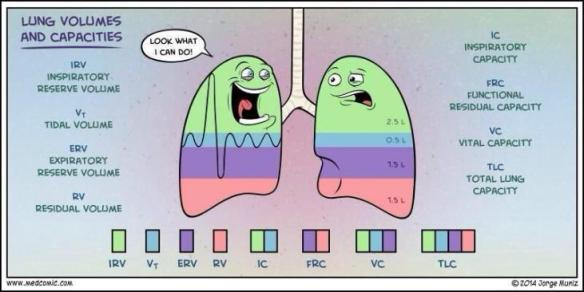 LUNG VOLUMES
AND CAPACITIES
IRV
INSPIRATORY
RESERVE VOLUME
VT
TIDAL VOLUME
ERV
EXPIRATORY
RESERVE VOLUME
RV
RESIDUAL VOLUME
LOOK WHAT
I CAN DO!
2.5 L
0.5 L
1.5 L
1.5 L
IC
INSPIRATORY
CAPACITY
FRC
FUNCTIONAL
RESIDUAL CAPACITY
VC
VITAL CAPACITY
TLC
TOTAL LUNG
CAPACITY
IRV VT ERV RV IC FRC VC TLC
www.medcomic.com
© 2014 Jorge Muniz